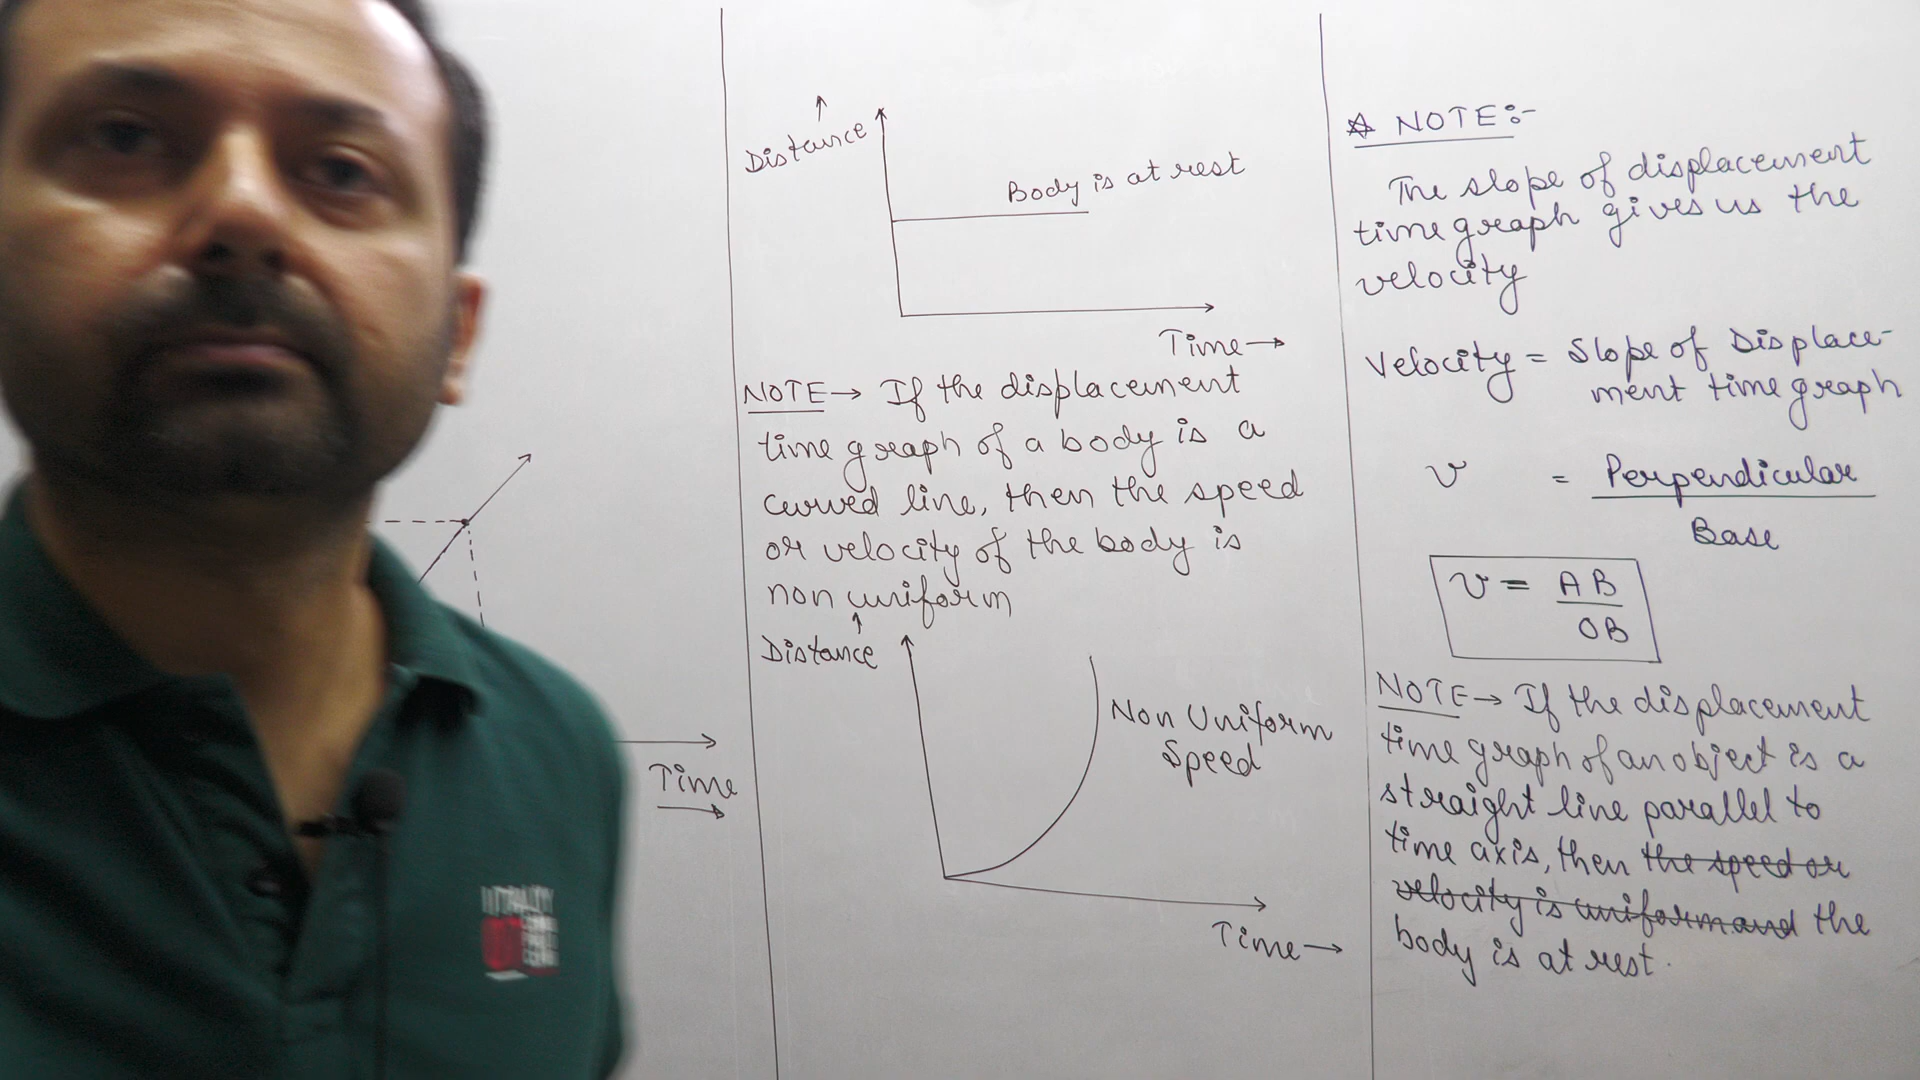 Time
Distance
Body is at rest
Time
NOTE → If the displacement
time graph of a body is a
curved line, then the speed
or velocity of the body is
non uniform
Distance
Non Uniform
Speed
Time
NOTE:-
The slope of displacement
time graph gives us the
velocity
Velocity = Slope of Displace-
ment time graph
v = Perpendicular
Base
v = AB
OB
NOTE → If the displacement
time graph of an object is a
straight line parallel to
time axis, then the speed or
velocity is uniform and the
body is at rest.